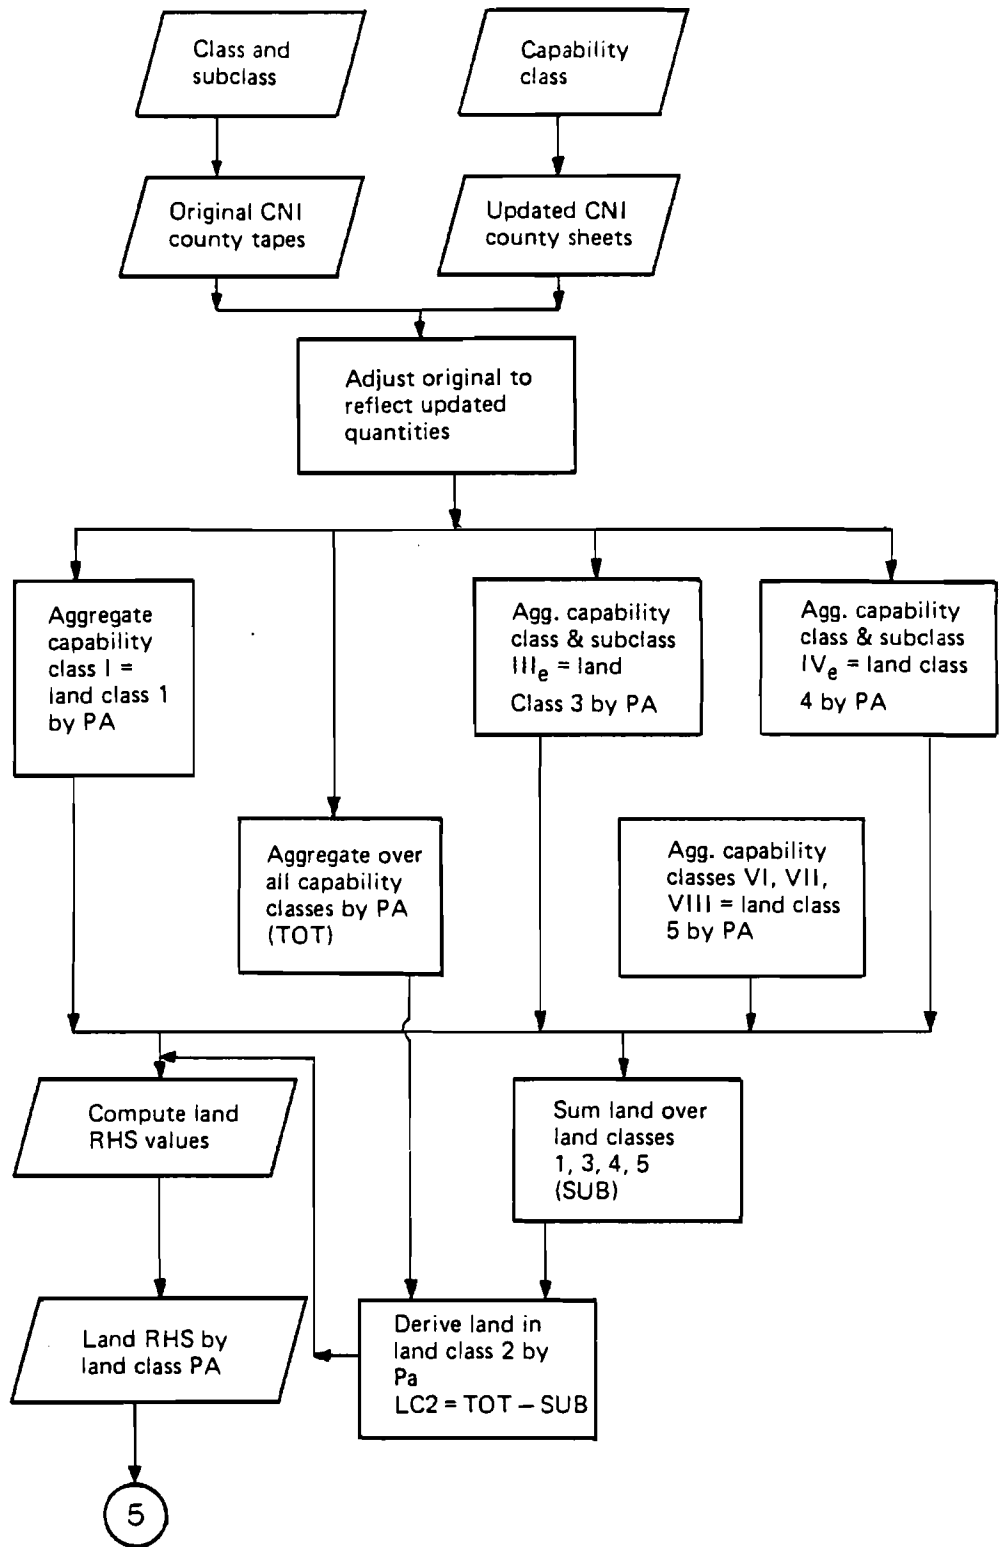 Class and
subclass
Capability
class
Original CNI
county tapes
Updated CNI
county sheets
Adjust original to
reflect updated
quantities
Aggregate
capability
class I =
land class 1
by PA
Agg. capability
class & subclass
IIIe = land
Class 3 by PA
Agg. capability
class & subclass
IVe = land class
4 by PA
Aggregate over
all capability
classes by PA
(TOT)
Agg. capability
classes VI, VII,
VIII = land class
5 by PA
Compute land
RHS values
Sum land over
land classes
1, 3, 4, 5
(SUB)
Land RHS by
land class PA
Derive land in
land class 2 by
Pa
LC2 = TOT – SUB
5